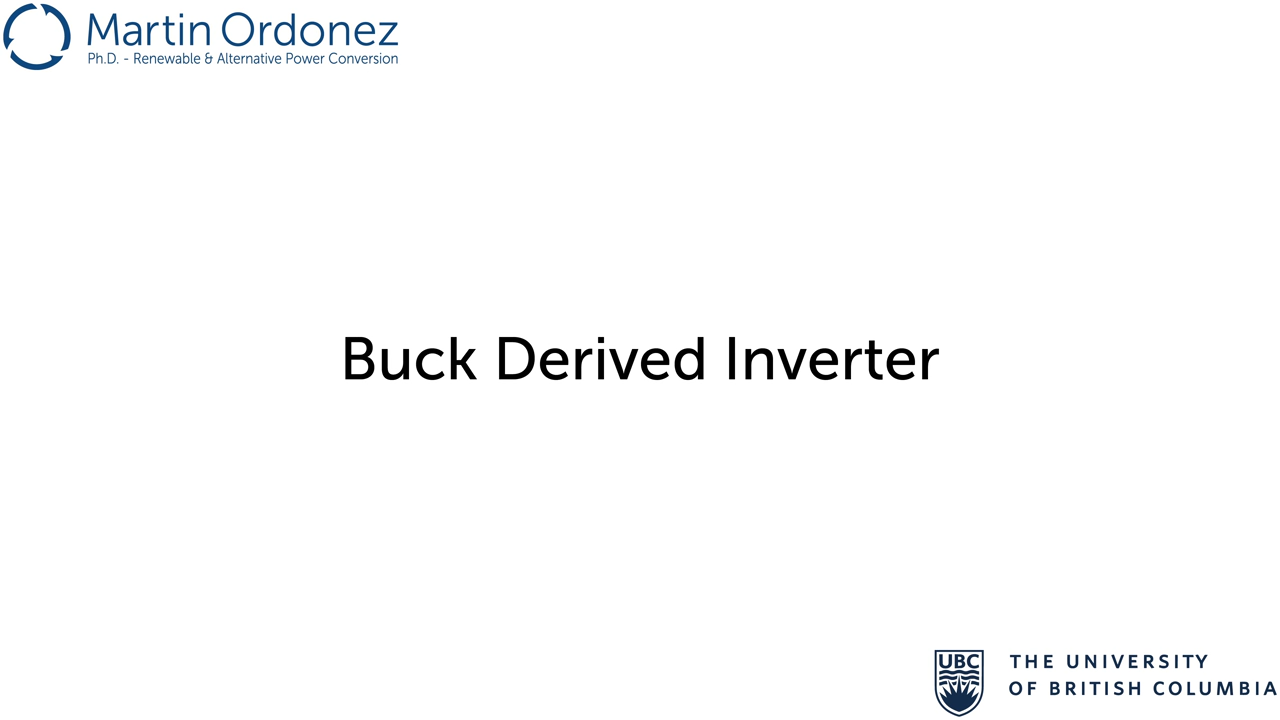 Martin Ordonez
Ph.D. - Renewable & Alternative Power Conversion
Buck Derived Inverter
UBC
THE UNIVERSITY
OF BRITISH COLUMBIA